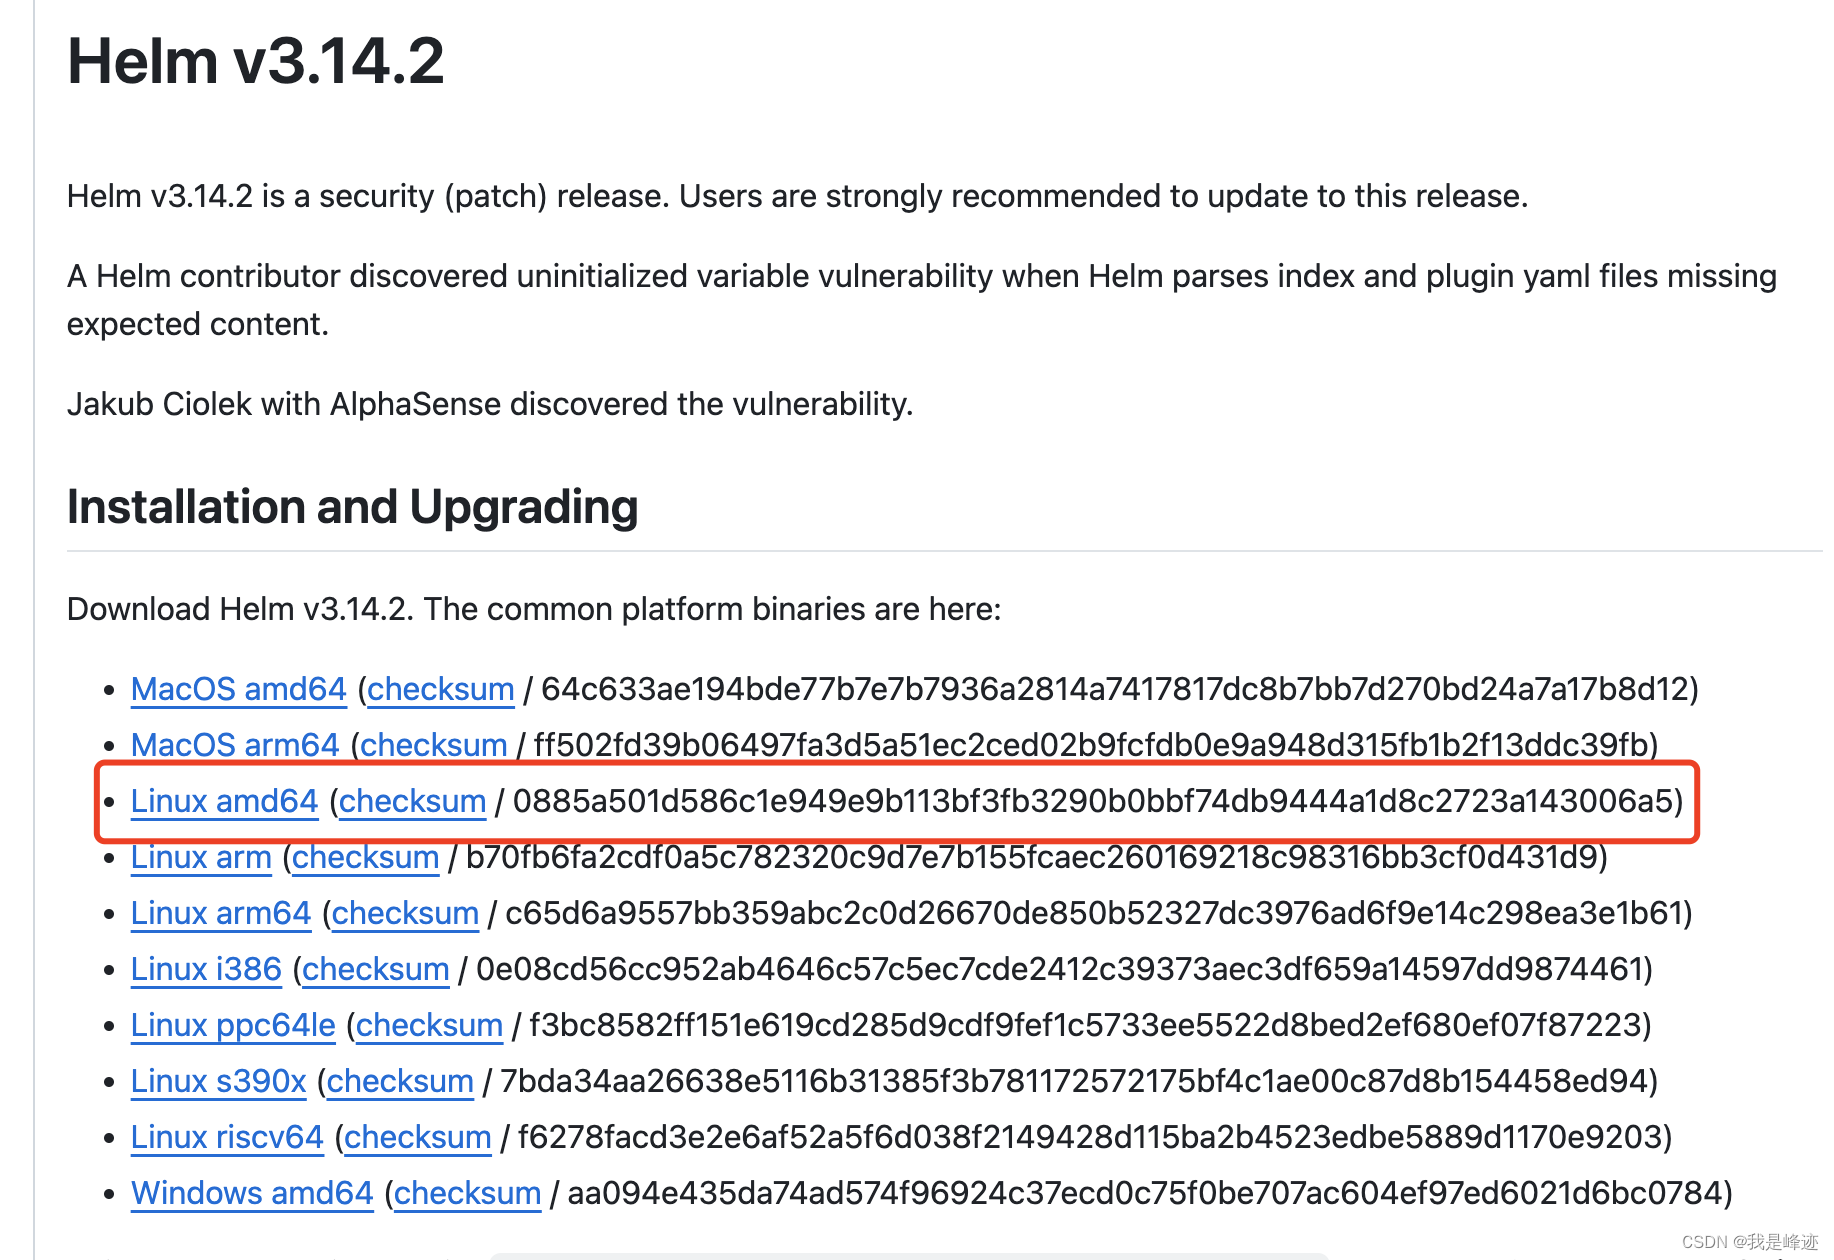 Helm v3.14.2
Helm v3.14.2 is a security (patch) release. Users are strongly recommended to update to this release.
A Helm contributor discovered uninitialized variable vulnerability when Helm parses index and plugin yaml files missing
expected content.
Jakub Ciolek with AlphaSense discovered the vulnerability.
Installation and Upgrading
Download Helm v3.14.2. The common platform binaries are here:
• MacOS amd64 (checksum / 64c633ae194bde77b7e7b7936a2814a7417817dc8b7bb7d270bd24a7a17b8d12)
• MacOS arm64 (checksum / ff502fd39b06497fa3d5a51ec2ced02b9fcfdb0e9a948d315fb1b2f13ddc39fb)
• Linux amd64 (checksum / 0885a501d586c1e949e9b113bf3fb3290b0bbf74db9444a1d8c2723a143006a5)
• Linux arm (checksum / b70fb6fa2cdf0a5c782320c9d7e7b155fcaec260169218c98316bb3cf0d431d9)
• Linux arm64 (checksum / c65d6a9557bb359abc2c0d26670de850b52327dc3976ad6f9e14c298ea3e1b61)
• Linux i386 (checksum / 0e08cd56cc952ab4646c57c5ec7cde2412c39373aec3df659a14597dd9874461)
• Linux ppc64le (checksum / f3bc8582ff151e619cd285d9cdf9fef1c5733ee5522d8bed2ef680ef07f87223)
• Linux s390x (checksum / 7bda34aa26638e5116b31385f3b781172572175bf4c1ae00c87d8b154458ed94)
• Linux riscv64 (checksum / f6278facd3e2e6af52a5f6d038f2149428d115ba2b4523edbe5889d1170e9203)
• Windows amd64 (checksum / aa094e435da74ad574f96924c37ecd0c75f0be707ac604ef97ed6021d6bc0784)
CSDN @我是峰迹